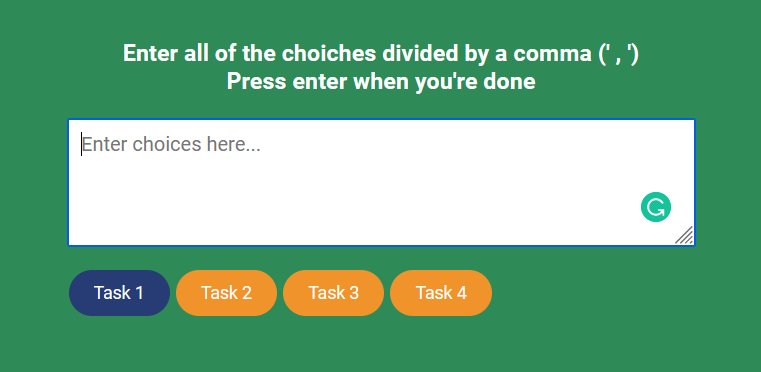 Enter all of the choiches divided by a comma (' , ')
Press enter when you're done
Enter choices here...
Task 1 Task 2 Task 3 Task 4